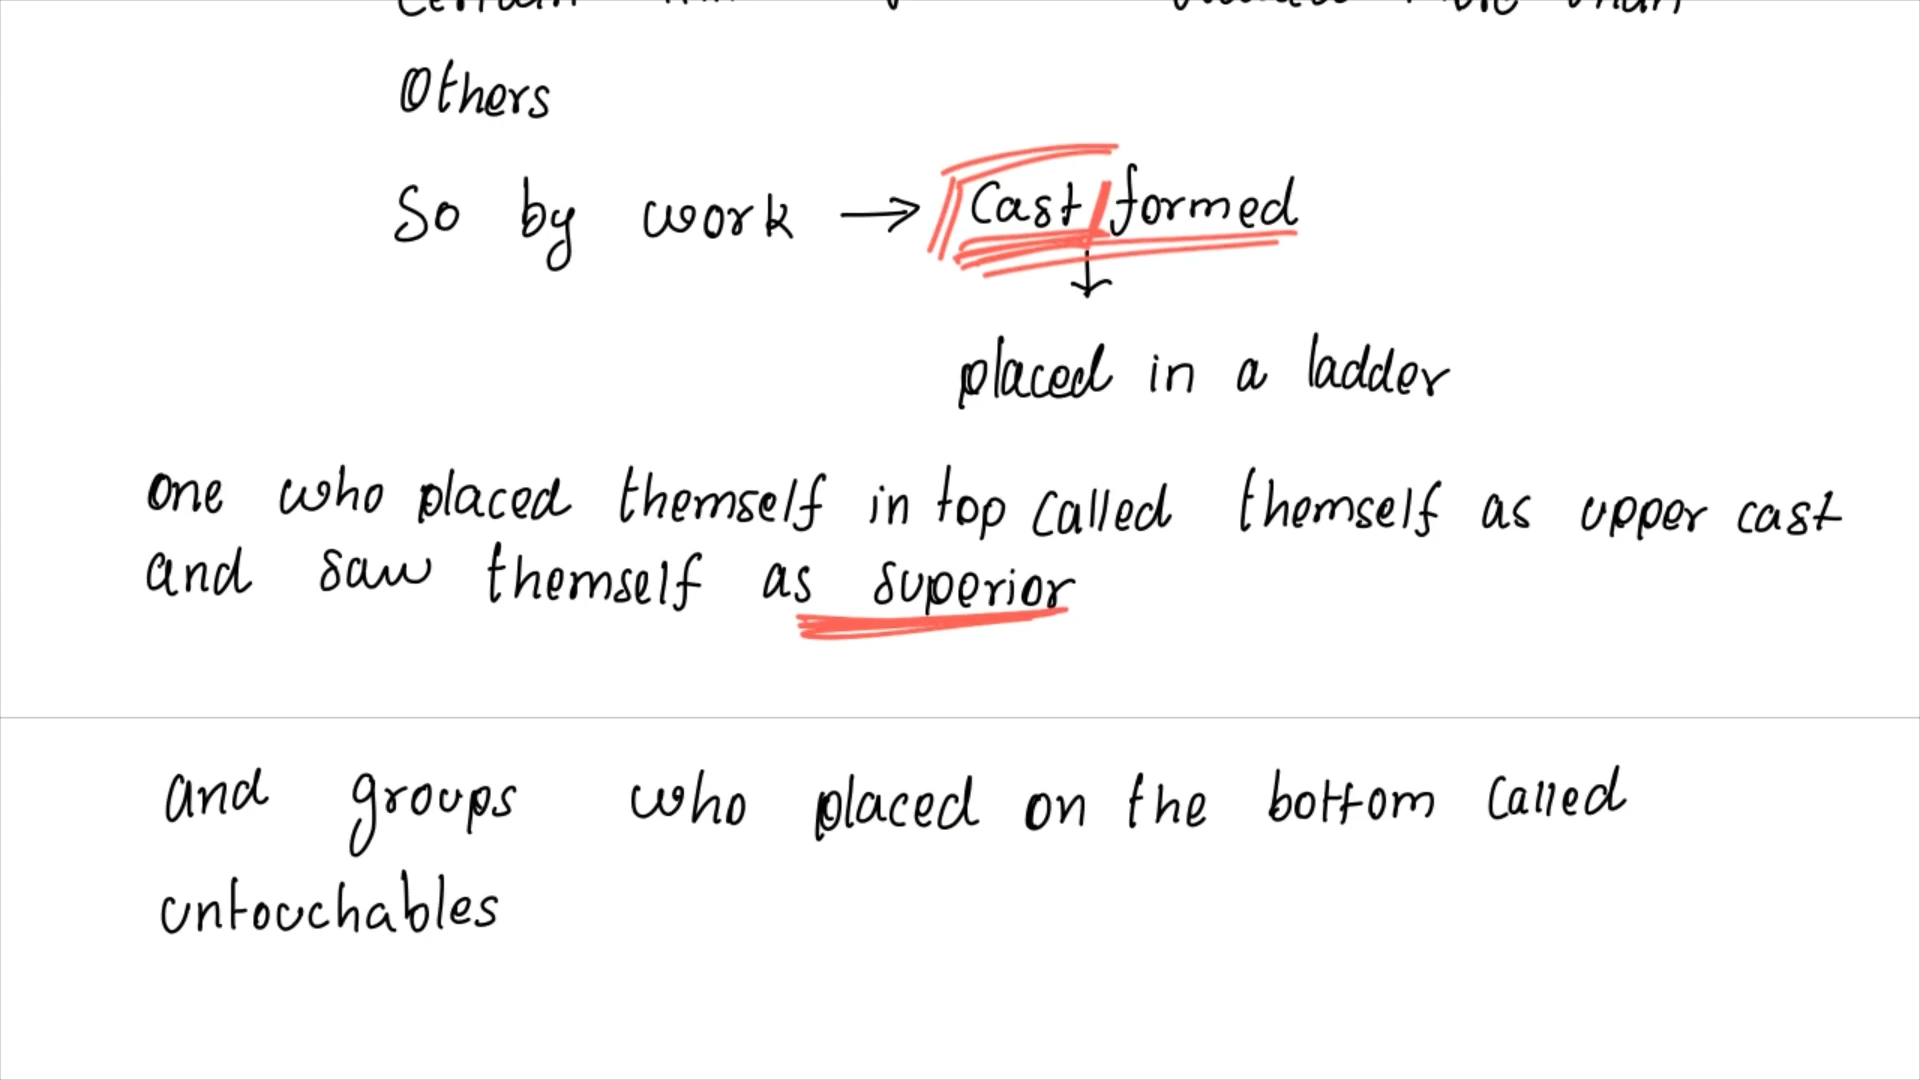 Others
So by work → Cast formed
↓
placed in a ladder
one who placed themself in top called themself as upper cast
and saw themself as superior
and groups who placed on the bottom called
untouchables